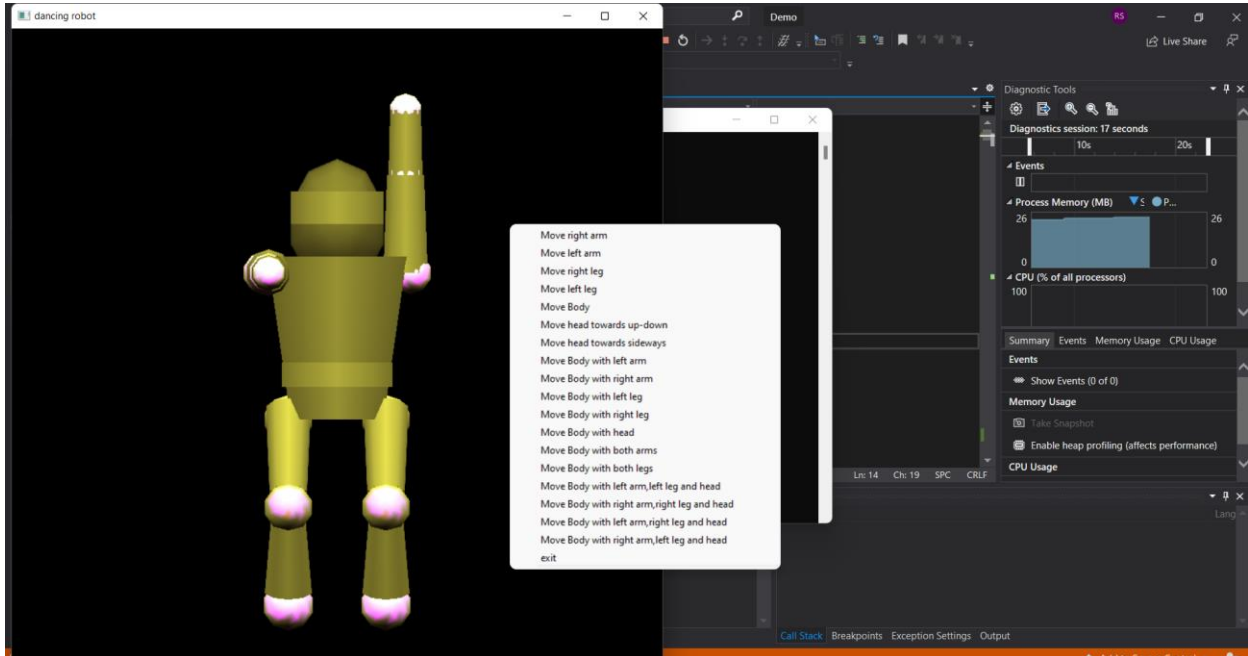 dancing robot
Demo
RS
Live Share
Diagnostic Tools
Diagnostics session: 17 seconds
10s 20s
Events
Process Memory (MB) S P...
26 26
0 0
CPU (% of all processors)
100 100
Summary Events Memory Usage CPU Usage
Events
Show Events (0 of 0)
Memory Usage
Take Snapshot
Enable heap profiling (affects performance)
CPU Usage
Move right arm
Move left arm
Move right leg
Move left leg
Move Body
Move head towards up-down
Move head towards sideways
Move Body with left arm
Move Body with right arm
Move Body with left leg
Move Body with right leg
Move Body with head
Move Body with both arms
Move Body with both legs
Move Body with left arm,left leg and head
Move Body with right arm,right leg and head
Move Body with left arm,right leg and head
Move Body with right arm,left leg and head
exit
Ln: 14 Ch: 19 SPC CRLF
Lang
Call Stack Breakpoints Exception Settings Output